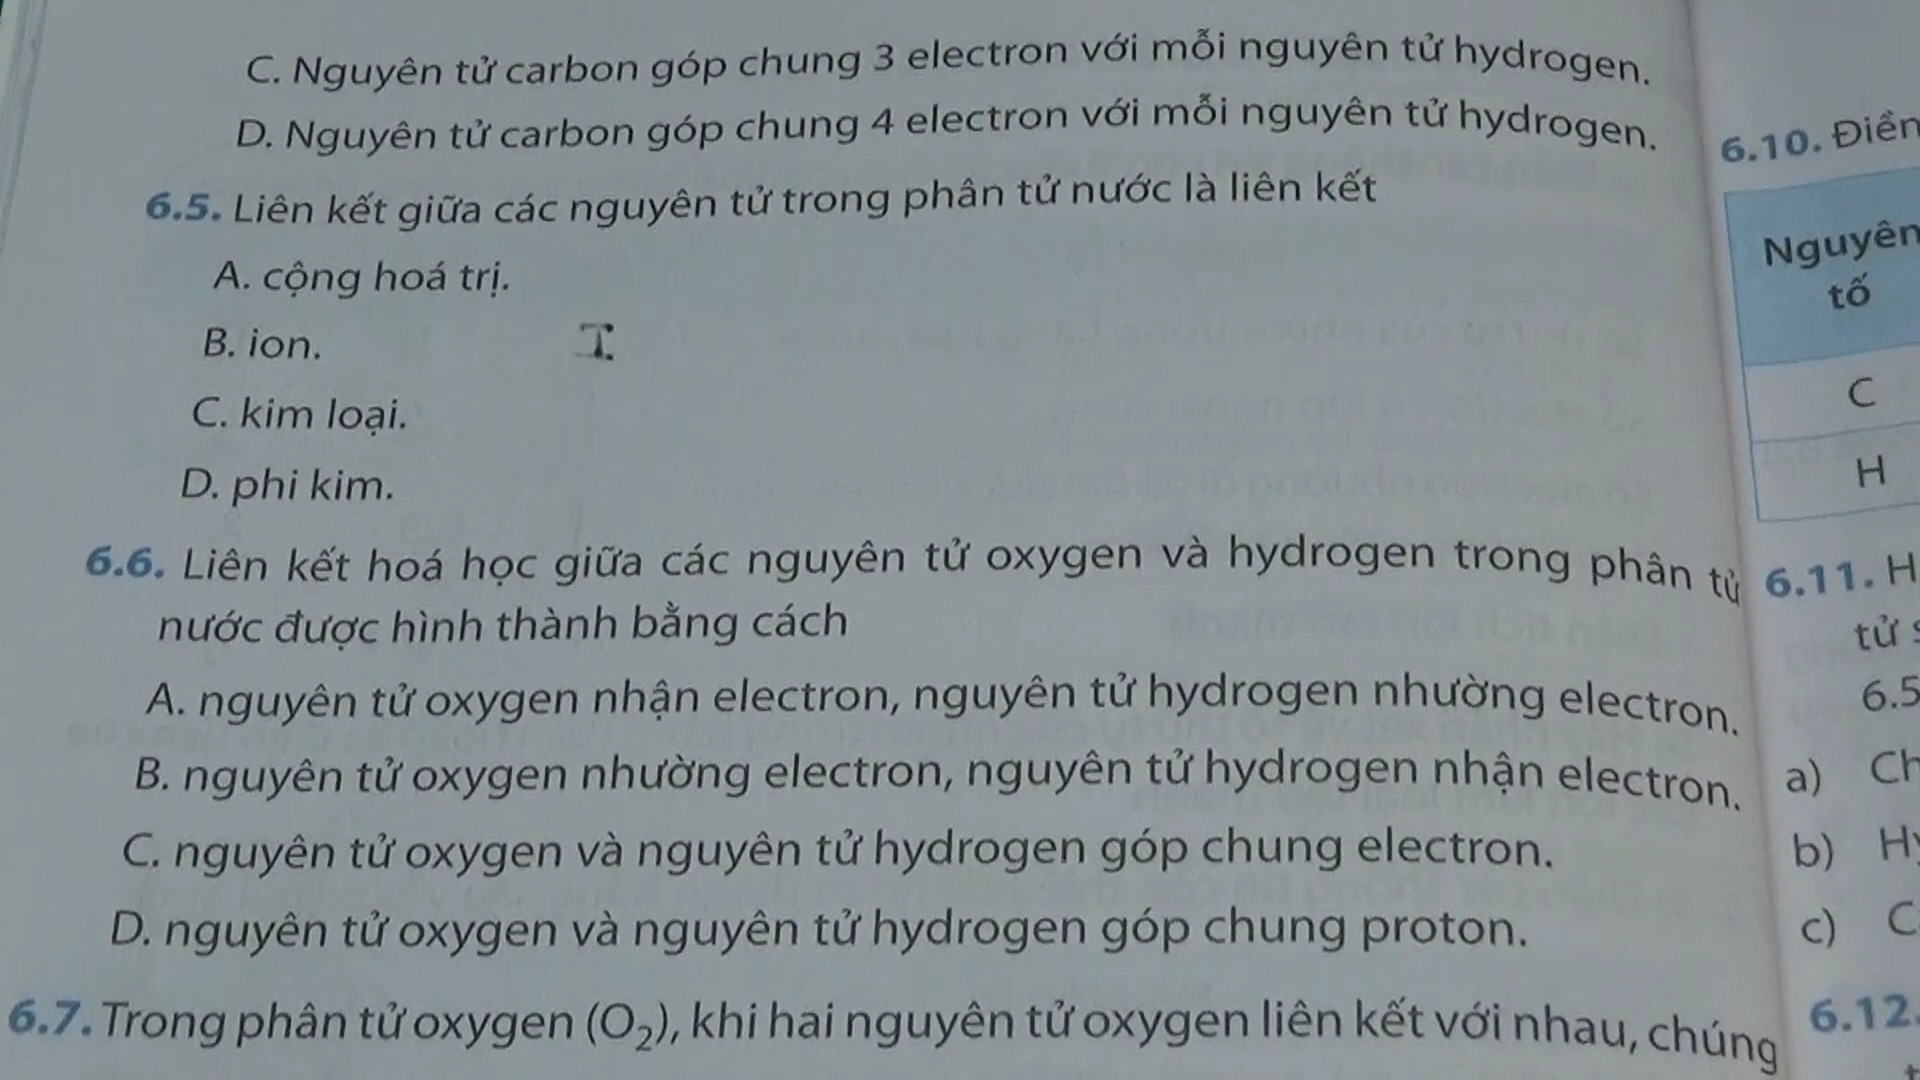 C. Nguyên tử carbon góp chung 3 electron với mỗi nguyên tử hydrogen.
D. Nguyên tử carbon góp chung 4 electron với mỗi nguyên tử hydrogen.
6.5. Liên kết giữa các nguyên tử trong phân tử nước là liên kết
A. cộng hoá trị.
B. ion.
C. kim loại.
D. phi kim.
6.6. Liên kết hoá học giữa các nguyên tử oxygen và hydrogen trong phân tử
nước được hình thành bằng cách
A. nguyên tử oxygen nhận electron, nguyên tử hydrogen nhường electron.
B. nguyên tử oxygen nhường electron, nguyên tử hydrogen nhận electron.
C. nguyên tử oxygen và nguyên tử hydrogen góp chung electron.
D. nguyên tử oxygen và nguyên tử hydrogen góp chung proton.
6.7. Trong phân tử oxygen (O₂), khi hai nguyên tử oxygen liên kết với nhau, chúng
6.10. Điền
Nguyên
tố
C
H
6.11. H
tử
6.5
a) Ch
b) Hy
c) C
6.12.